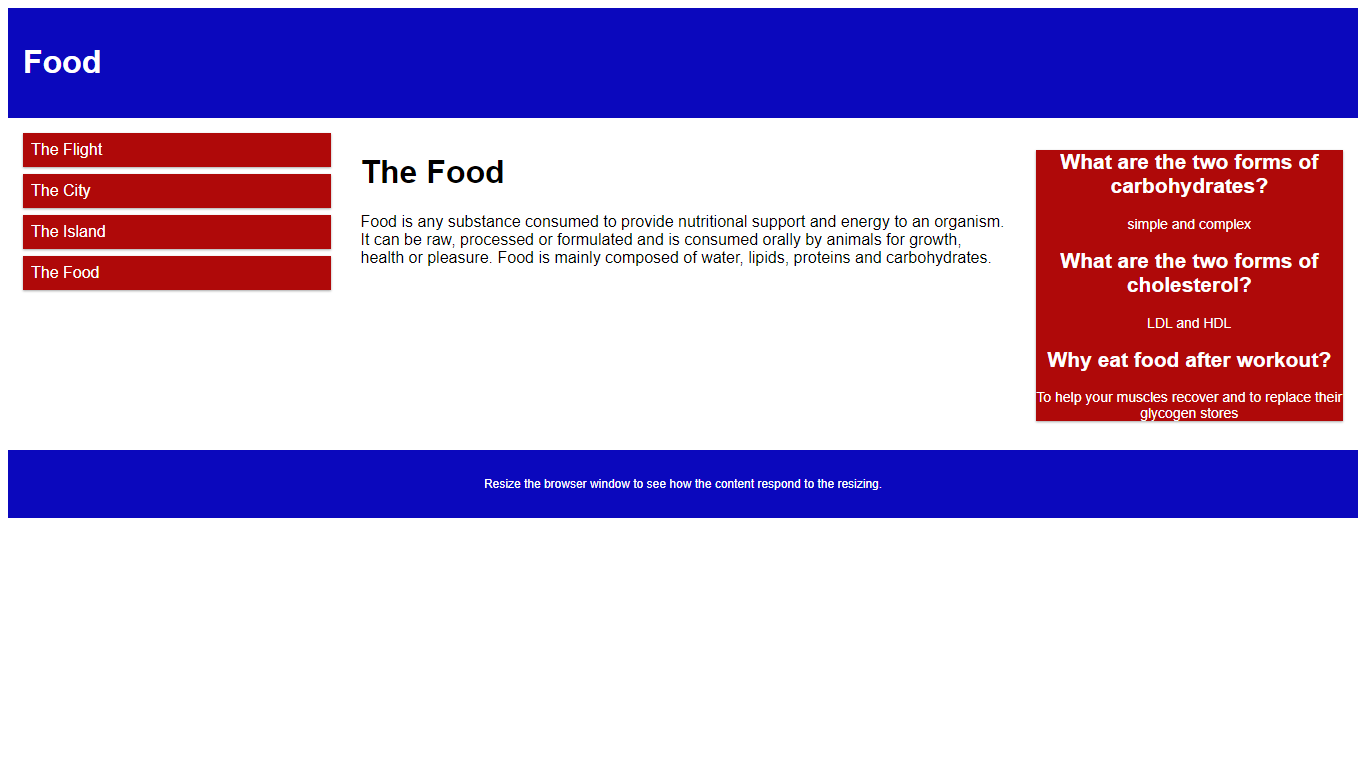 Food
The Flight
The City
The Island
The Food
The Food
Food is any substance consumed to provide nutritional support and energy to an organism.
It can be raw, processed or formulated and is consumed orally by animals for growth,
health or pleasure. Food is mainly composed of water, lipids, proteins and carbohydrates.
What are the two forms of
carbohydrates?
simple and complex
What are the two forms of
cholesterol?
LDL and HDL
Why eat food after workout?
To help your muscles recover and to replace their
glycogen stores
Resize the browser window to see how the content respond to the resizing.